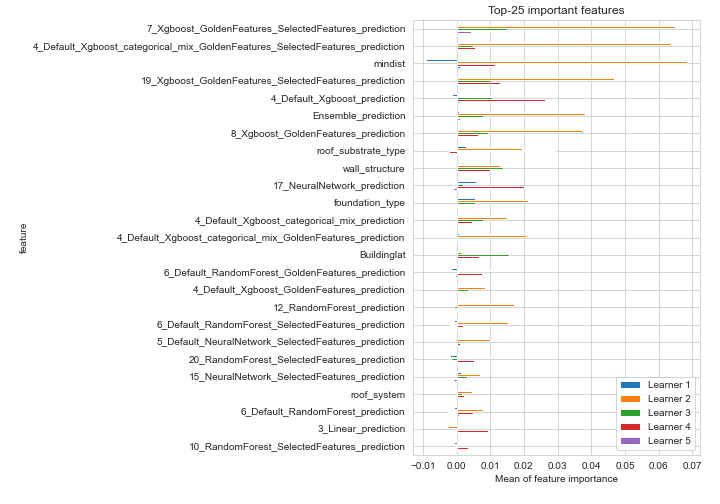 Top-25 important features
7_Xgboost_GoldenFeatures_SelectedFeatures_prediction
4_Default_Xgboost_categorical_mix_GoldenFeatures_SelectedFeatures_prediction
mindist
19_Xgboost_GoldenFeatures_SelectedFeatures_prediction
4_Default_Xgboost_prediction
Ensemble_prediction
8_Xgboost_GoldenFeatures_prediction
roof_substrate_type
wall_structure
17_NeuralNetwork_prediction
foundation_type
4_Default_Xgboost_categorical_mix_prediction
4_Default_Xgboost_categorical_mix_GoldenFeatures_prediction
Buildinglat
6_Default_RandomForest_GoldenFeatures_prediction
4_Default_Xgboost_GoldenFeatures_prediction
12_RandomForest_prediction
6_Default_RandomForest_SelectedFeatures_prediction
5_Default_NeuralNetwork_SelectedFeatures_prediction
20_RandomForest_SelectedFeatures_prediction
15_NeuralNetwork_SelectedFeatures_prediction
roof_system
6_Default_RandomForest_prediction
3_Linear_prediction
10_RandomForest_SelectedFeatures_prediction
feature
Learner 1
Learner 2
Learner 3
Learner 4
Learner 5
−0.01 0.00 0.01 0.02 0.03 0.04 0.05 0.06 0.07
Mean of feature importance